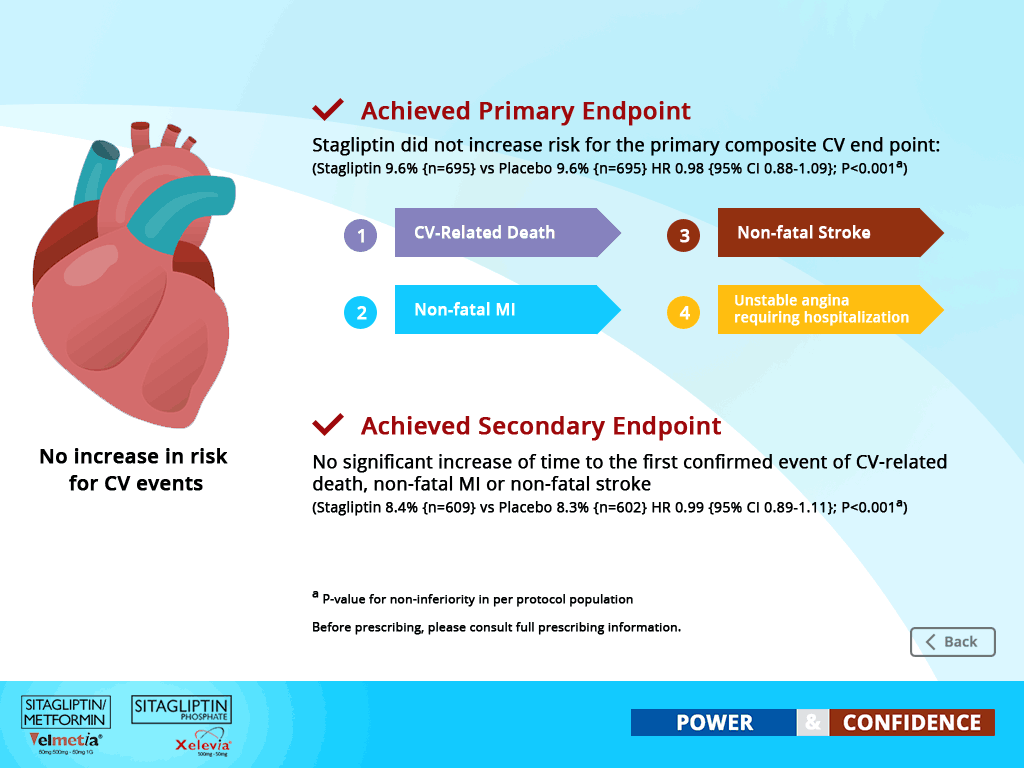 Achieved Primary Endpoint
Stagliptin did not increase risk for the primary composite CV end point:
(Stagliptin 9.6% {n=695} vs Placebo 9.6% {n=695} HR 0.98 {95% CI 0.88-1.09}; P<0.001ᵃ)
1 CV-Related Death
3 Non-fatal Stroke
2 Non-fatal MI
4 Unstable angina
requiring hospitalization
No increase in risk
for CV events
Achieved Secondary Endpoint
No significant increase of time to the first confirmed event of CV-related
death, non-fatal MI or non-fatal stroke
(Stagliptin 8.4% {n=609} vs Placebo 8.3% {n=602} HR 0.99 {95% CI 0.89-1.11}; P<0.001ᵃ)
ᵃ P-value for non-inferiority in per protocol population
Before prescribing, please consult full prescribing information.
Back
SITAGLIPTIN/
METFORMIN
Velmetia®
50mg 500mg - 50mg 1G
SITAGLIPTIN
PHOSPHATE
Xelevia
100mg - 50mg
POWER & CONFIDENCE